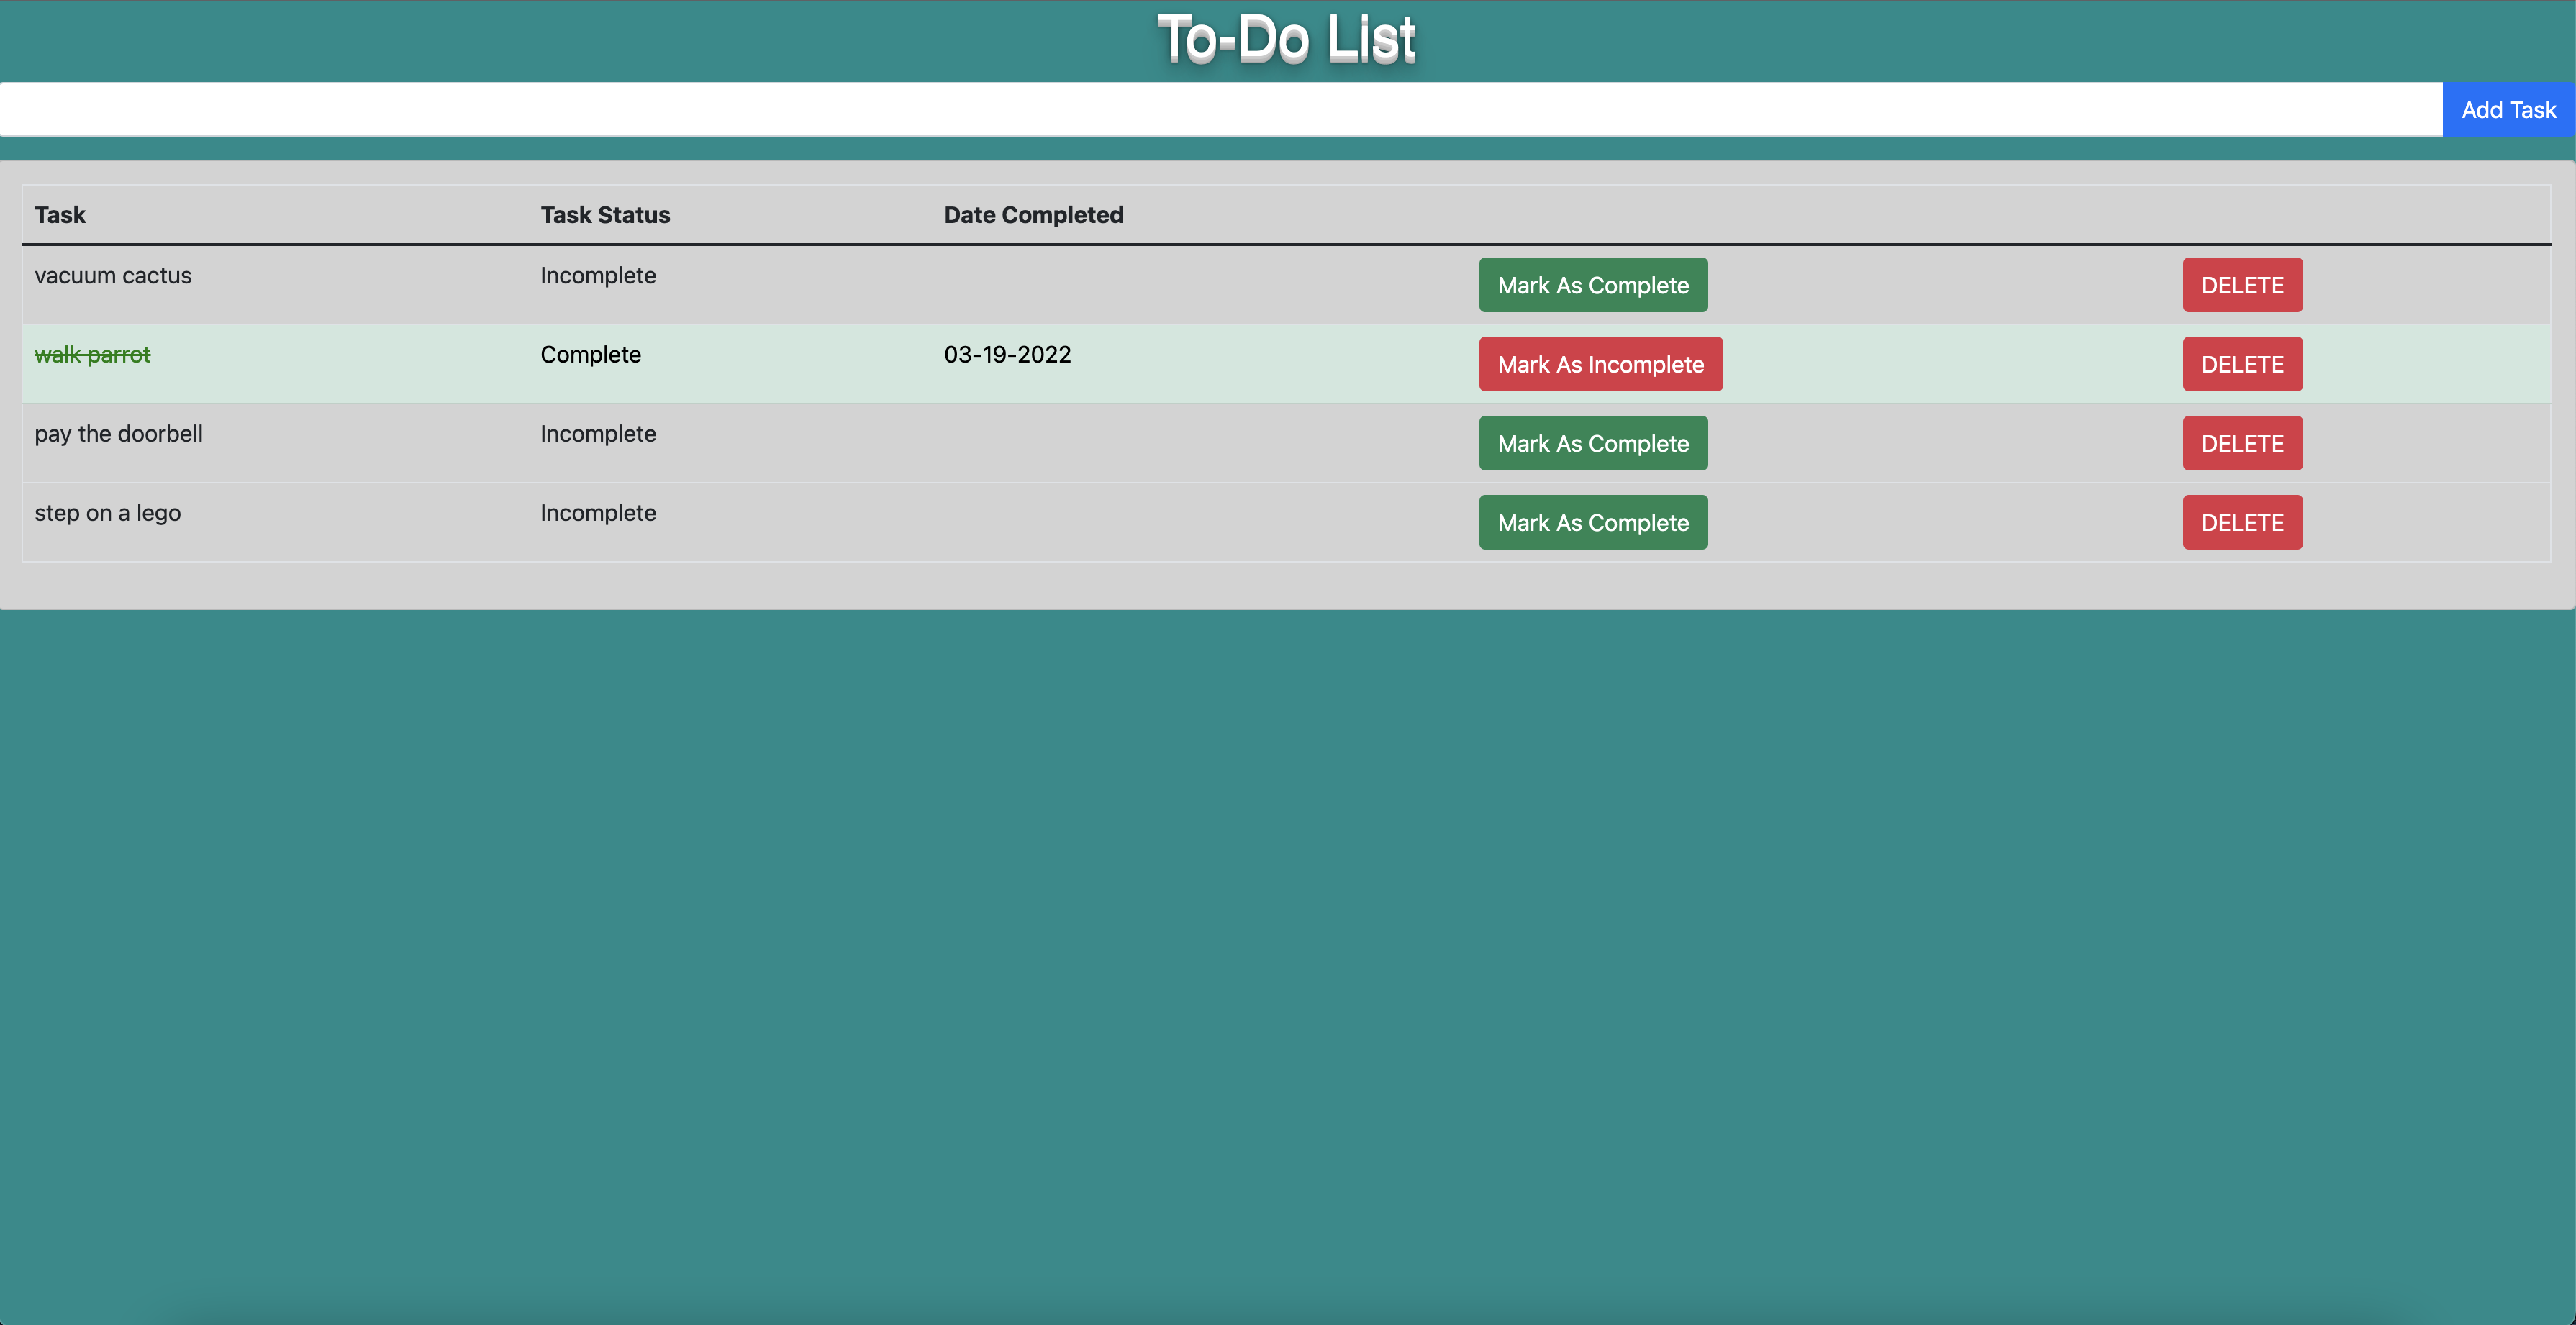 To-Do List
Add Task
Task Task Status Date Completed
vacuum cactus Incomplete Mark As Complete DELETE
walk parrot Complete 03-19-2022 Mark As Incomplete DELETE
pay the doorbell Incomplete Mark As Complete DELETE
step on a lego Incomplete Mark As Complete DELETE